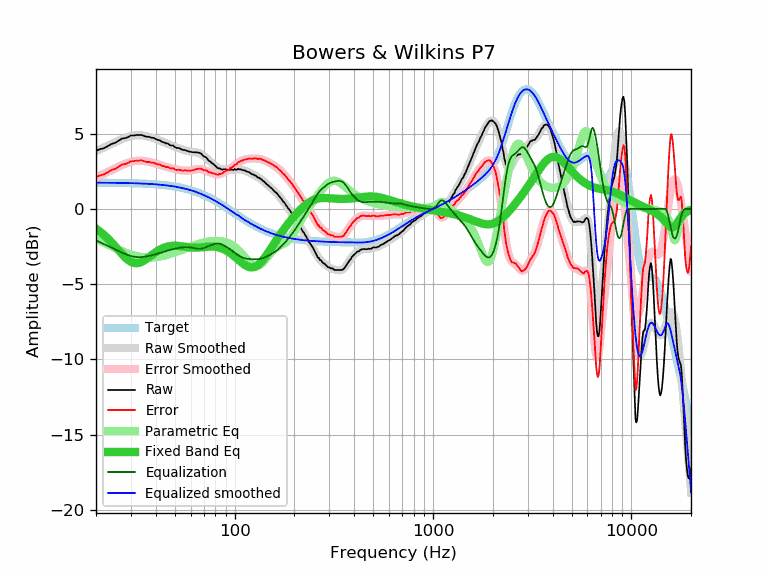 Bowers & Wilkins P7
Amplitude (dBr)
5
0
−5
−10
−15
−20
Target
Raw Smoothed
Error Smoothed
Raw
Error
Parametric Eq
Fixed Band Eq
Equalization
Equalized smoothed
100
1000
10000
Frequency (Hz)